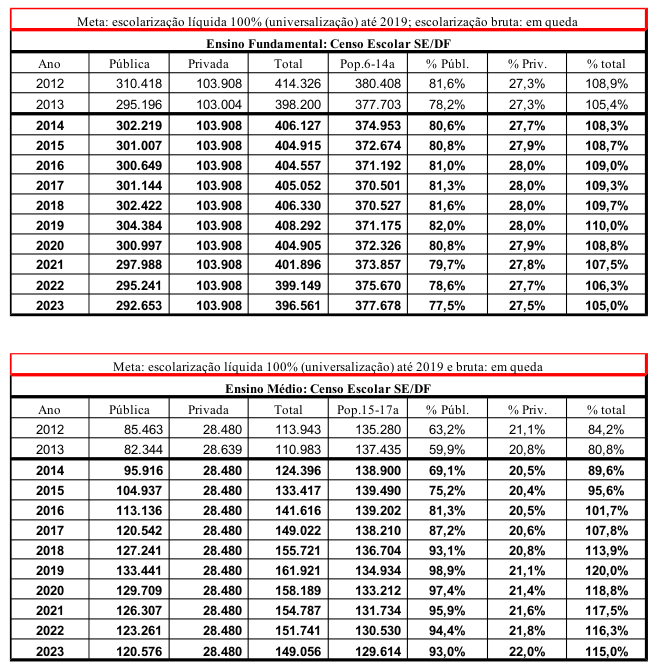 Meta: escolarização líquida 100% (universalização) até 2019; escolarização bruta: em queda
Ensino Fundamental: Censo Escolar SE/DF
Ano Pública Privada Total Pop.6-14a % Públ. % Priv. % total
2012 310.418 103.908 414.326 380.408 81,6% 27,3% 108,9%
2013 295.196 103.004 398.200 377.703 78,2% 27,3% 105,4%
2014 302.219 103.908 406.127 374.953 80,6% 27,7% 108,3%
2015 301.007 103.908 404.915 372.674 80,8% 27,9% 108,7%
2016 300.649 103.908 404.557 371.192 81,0% 28,0% 109,0%
2017 301.144 103.908 405.052 370.501 81,3% 28,0% 109,3%
2018 302.422 103.908 406.330 370.527 81,6% 28,0% 109,7%
2019 304.384 103.908 408.292 371.175 82,0% 28,0% 110,0%
2020 300.997 103.908 404.905 372.326 80,8% 27,9% 108,8%
2021 297.988 103.908 401.896 373.857 79,7% 27,8% 107,5%
2022 295.241 103.908 399.149 375.670 78,6% 27,7% 106,3%
2023 292.653 103.908 396.561 377.678 77,5% 27,5% 105,0%
Meta: escolarização líquida 100% (universalização) até 2019 e bruta: em queda
Ensino Médio: Censo Escolar SE/DF
Ano Pública Privada Total Pop.15-17a % Públ. % Priv. % total
2012 85.463 28.480 113.943 135.280 63,2% 21,1% 84,2%
2013 82.344 28.639 110.983 137.435 59,9% 20,8% 80,8%
2014 95.916 28.480 124.396 138.900 69,1% 20,5% 89,6%
2015 104.937 28.480 133.417 139.490 75,2% 20,4% 95,6%
2016 113.136 28.480 141.616 139.202 81,3% 20,5% 101,7%
2017 120.542 28.480 149.022 138.210 87,2% 20,6% 107,8%
2018 127.241 28.480 155.721 136.704 93,1% 20,8% 113,9%
2019 133.441 28.480 161.921 134.934 98,9% 21,1% 120,0%
2020 129.709 28.480 158.189 133.212 97,4% 21,4% 118,8%
2021 126.307 28.480 154.787 131.734 95,9% 21,6% 117,5%
2022 123.261 28.480 151.741 130.530 94,4% 21,8% 116,3%
2023 120.576 28.480 149.056 129.614 93,0% 22,0% 115,0%